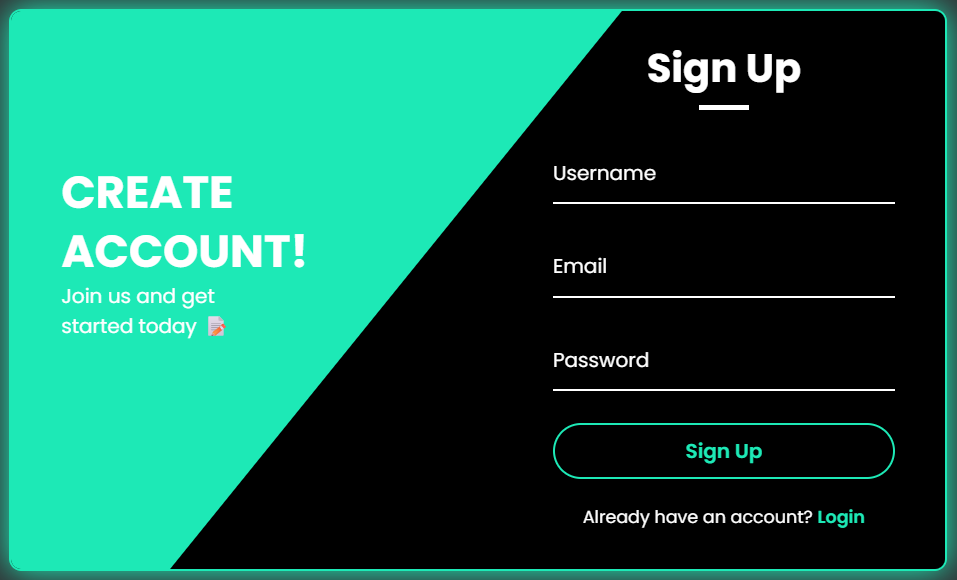 CREATE
ACCOUNT!
Join us and get
started today 📝
Sign Up
Username
Email
Password
Sign Up
Already have an account? Login